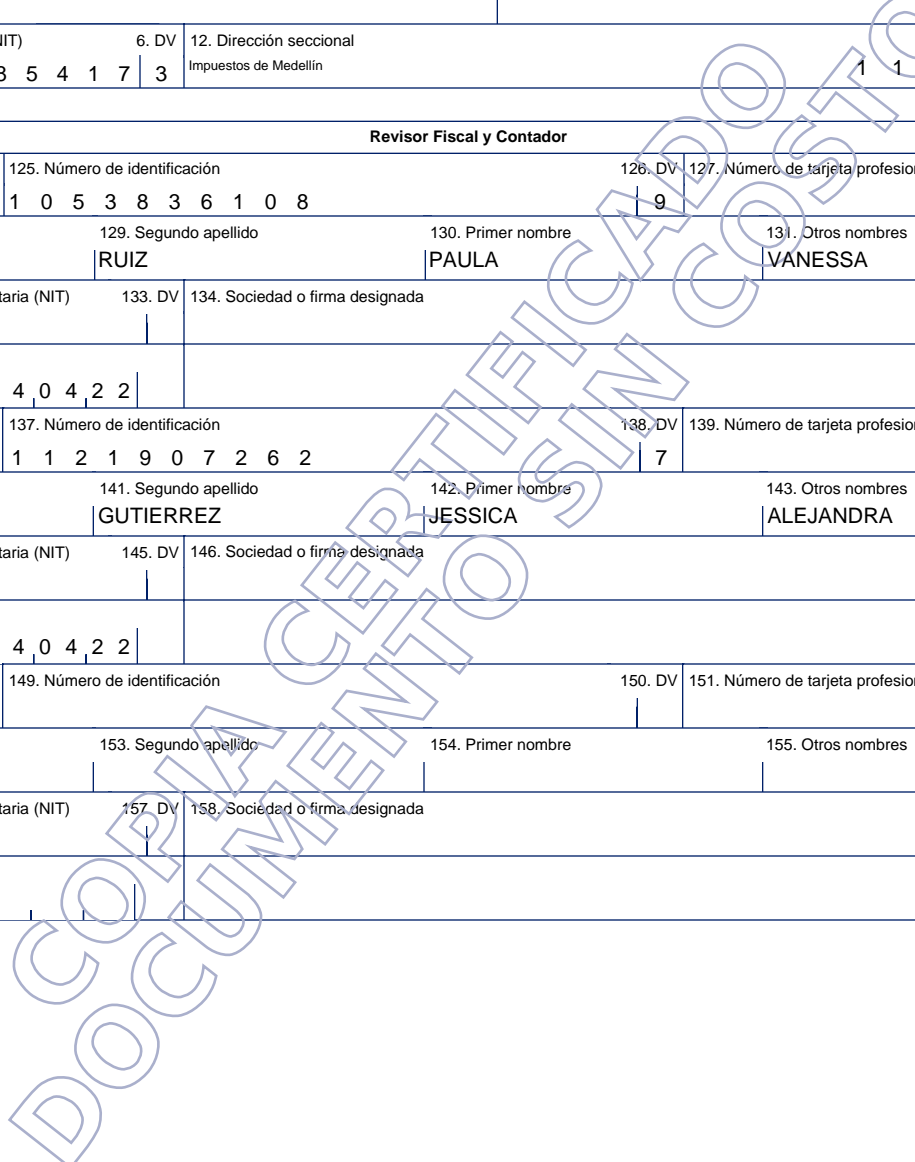 NIT) 6. DV 12. Dirección seccional
3 5 4 1 7 3 Impuestos de Medellín 1 1
Revisor Fiscal y Contador
125. Número de identificación 126. DV 127. Número de tarjeta profesion
1 0 5 3 8 3 6 1 0 8 9
129. Segundo apellido 130. Primer nombre 131. Otros nombres
RUIZ PAULA VANESSA
taria (NIT) 133. DV 134. Sociedad o firma designada
4 0 4 2 2
137. Número de identificación 138. DV 139. Número de tarjeta profesion
1 1 2 1 9 0 7 2 6 2 7
141. Segundo apellido 142. Primer nombre 143. Otros nombres
GUTIERREZ JESSICA ALEJANDRA
taria (NIT) 145. DV 146. Sociedad o firma designada
4 0 4 2 2
149. Número de identificación 150. DV 151. Número de tarjeta profesion
153. Segundo apellido 154. Primer nombre 155. Otros nombres
taria (NIT) 157. DV 158. Sociedad o firma designada
COPIA CERTIFICADO
DOCUMENTO SIN COSTO